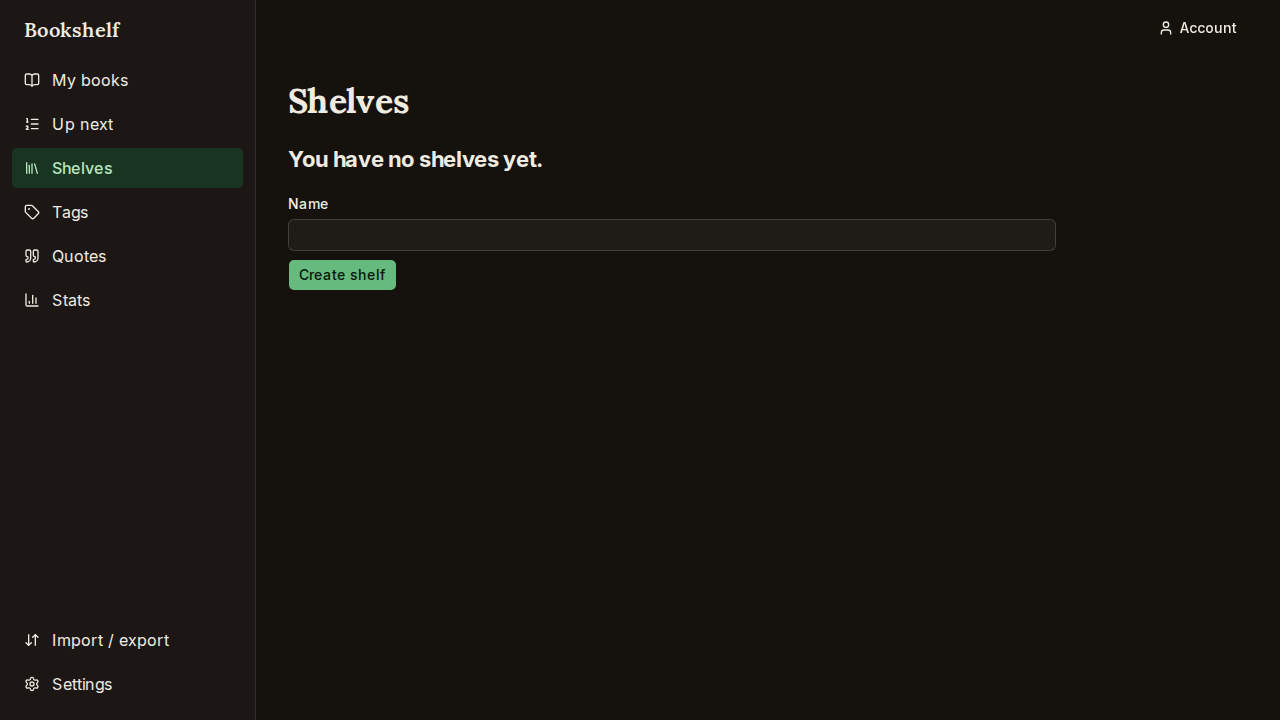 Bookshelf
My books
Up next
Shelves
Tags
Quotes
Stats
Import / export
Settings
Account
Shelves
You have no shelves yet.
Name
Create shelf